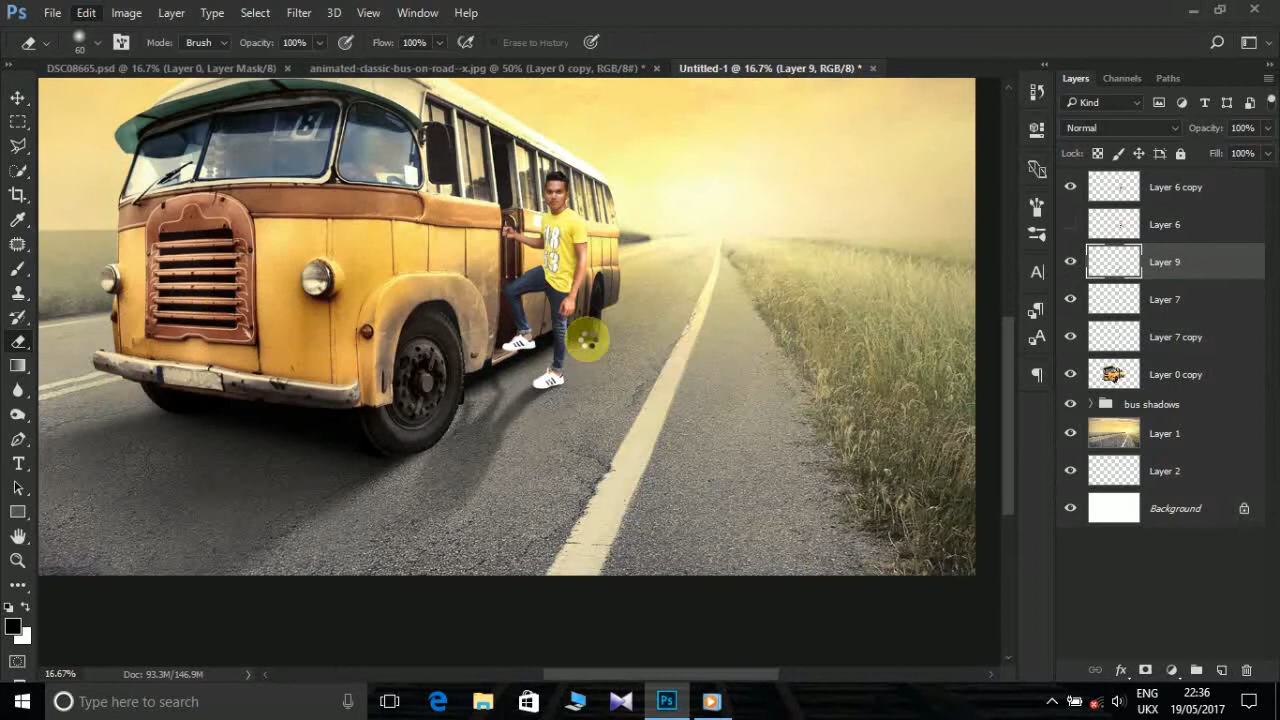 Ps File Edit Image Layer Type Select Filter 3D View Window Help
60 Mode: Brush Opacity: 100% Flow: 100% Erase to History
DSC08665.psd @ 16.7% (Layer 0, Layer Mask/8) × animated-classic-bus-on-road--x.jpg @ 50% (Layer 0 copy, RGB/8#) * × Untitled-1 @ 16.7% (Layer 9, RGB/8) * ×
Layers Channels Paths
Kind
Normal Opacity: 100%
Lock: Fill: 100%
Layer 6 copy
Layer 6
Layer 9
Layer 7
Layer 7 copy
Layer 0 copy
bus shadows
Layer 1
Layer 2
Background
8
18
13
16.67% Doc: 93.3M/146.9M
Type here to search
ENG
UKX
22:36
19/05/2017